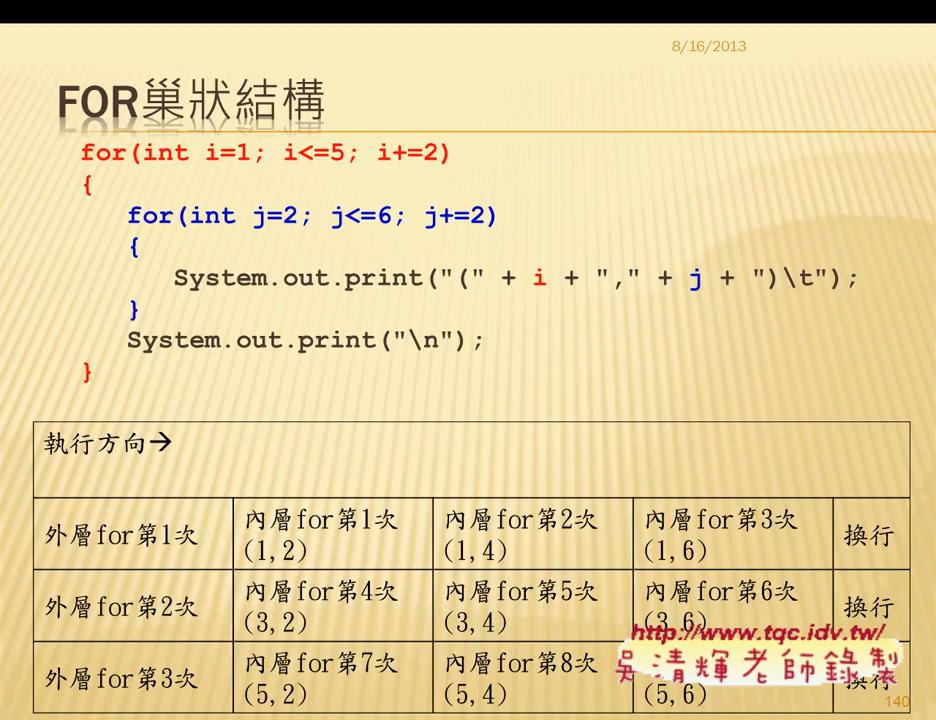 8/16/2013
FOR巢狀結構
for(int i=1; i<=5; i+=2)
{
for(int j=2; j<=6; j+=2)
{
System.out.print("(" + i + "," + j + ")\t");
}
System.out.print("\n");
}
執行方向→
外層for第1次
內層for第1次
(1,2)
內層for第2次
(1,4)
內層for第3次
(1,6)
換行
外層for第2次
內層for第4次
(3,2)
內層for第5次
(3,4)
內層for第6次
(3,6)
換行
http://www.tqc.idv.tw/
吳清輝老師錄製
外層for第3次
內層for第7次
(5,2)
內層for第8次
(5,4)
(5,6)
換行
140